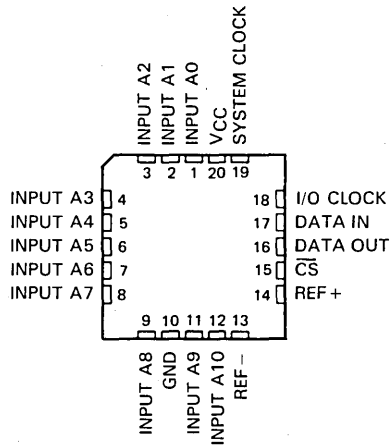 INPUT A2
INPUT A1
INPUT A0
VCC
SYSTEM CLOCK
3 2 1 20 19
INPUT A3 4
INPUT A4 5
INPUT A5 6
INPUT A6 7
INPUT A7 8
18 I/O CLOCK
17 DATA IN
16 DATA OUT
15 C̅S̅
14 REF+
9 10 11 12 13
INPUT A8
GND
INPUT A9
INPUT A10
REF−